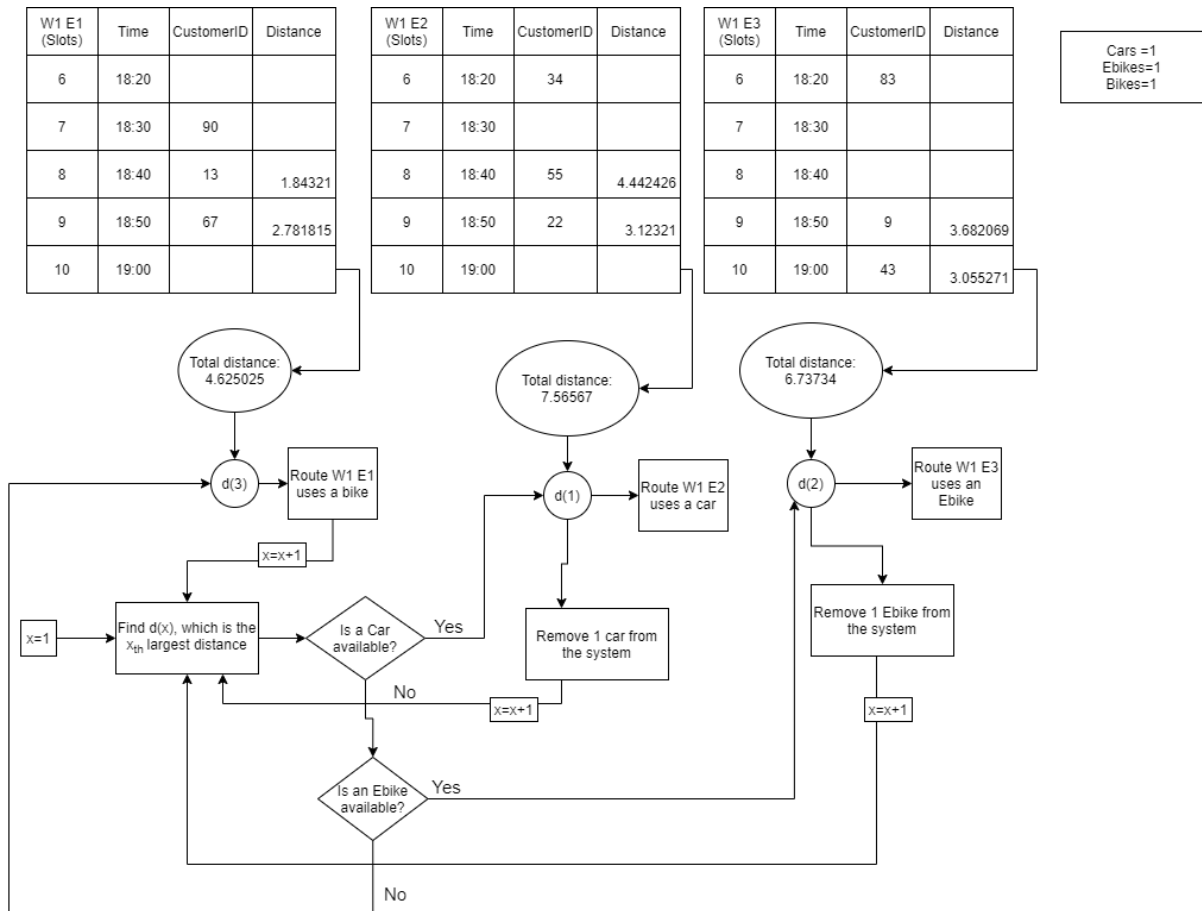 W1 E1 (Slots) Time CustomerID Distance
6 18:20
7 18:30 90
8 18:40 13 1.84321
9 18:50 67 2.781815
10 19:00
W1 E2 (Slots) Time CustomerID Distance
6 18:20 34
7 18:30
8 18:40 55 4.442426
9 18:50 22 3.12321
10 19:00
W1 E3 (Slots) Time CustomerID Distance
6 18:20 83
7 18:30
8 18:40
9 18:50 9 3.682069
10 19:00 43 3.055271
Cars =1
Ebikes=1
Bikes=1
Total distance:
4.625025
Total distance:
7.56567
Total distance:
6.73734
d(3)
Route W1 E1
uses a bike
d(1)
Route W1 E2
uses a car
d(2)
Route W1 E3
uses an
Ebike
x=x+1
x=1
Find d(x), which is the
xth largest distance
Is a Car
available?
Yes
No
Remove 1 car from
the system
x=x+1
Remove 1 Ebike from
the system
x=x+1
Is an Ebike
available?
Yes
No